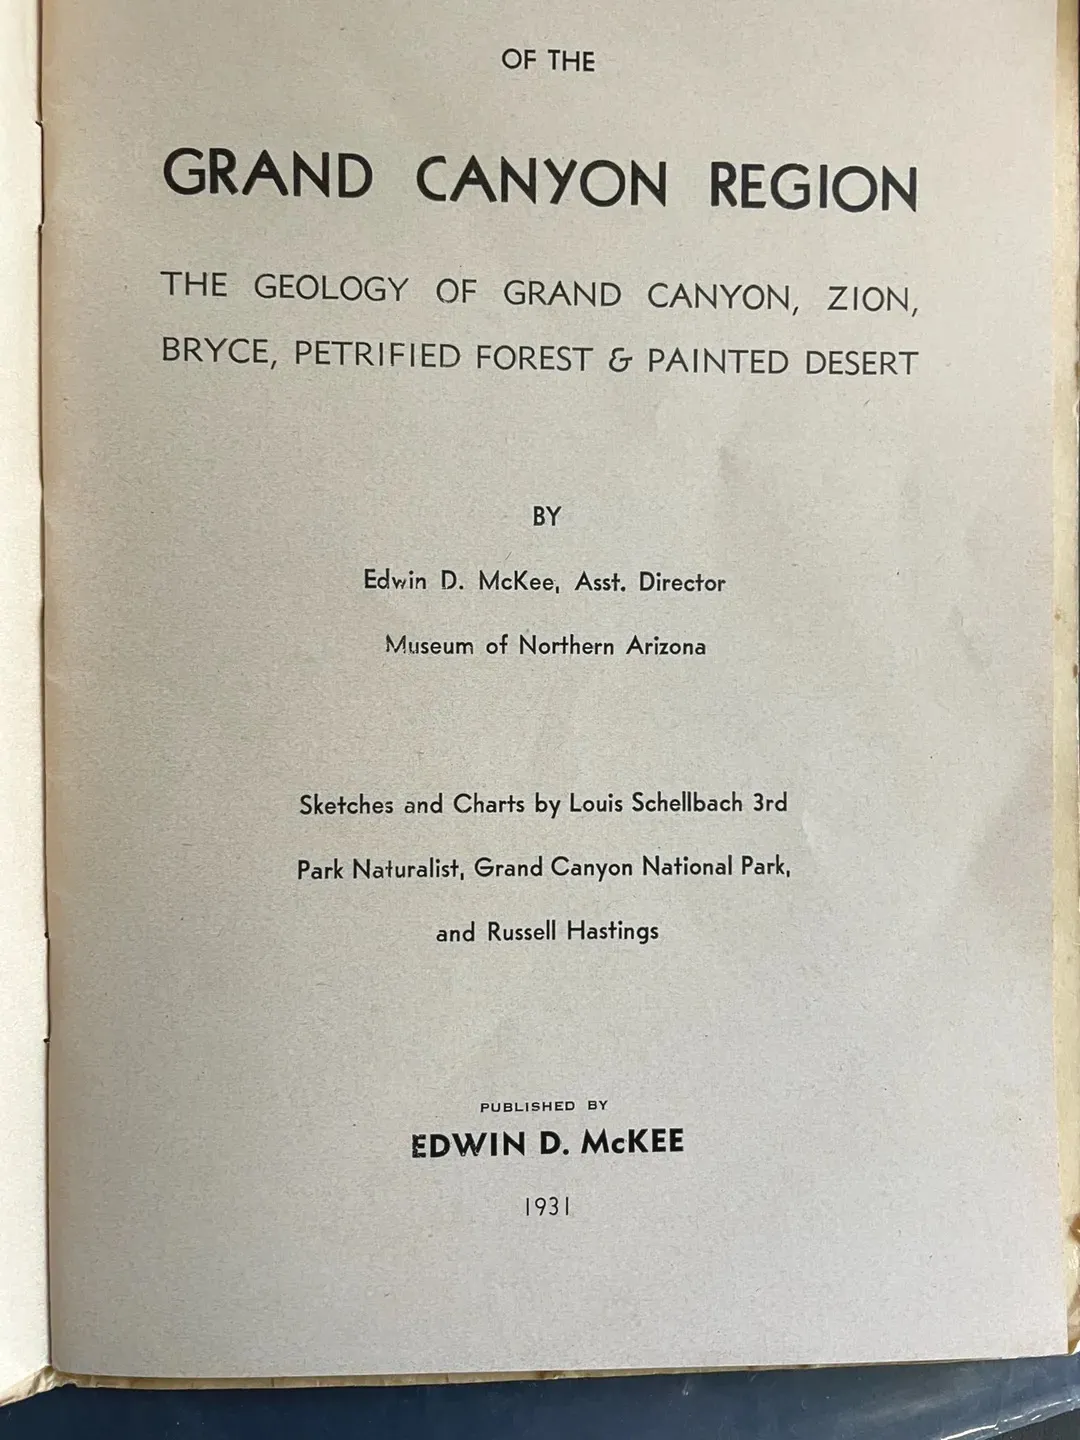 OF THE
GRAND CANYON REGION
THE GEOLOGY OF GRAND CANYON, ZION,
BRYCE, PETRIFIED FOREST & PAINTED DESERT
BY
Edwin D. McKee, Asst. Director
Museum of Northern Arizona
Sketches and Charts by Louis Schellbach 3rd
Park Naturalist, Grand Canyon National Park,
and Russell Hastings
PUBLISHED BY
EDWIN D. McKEE
1931